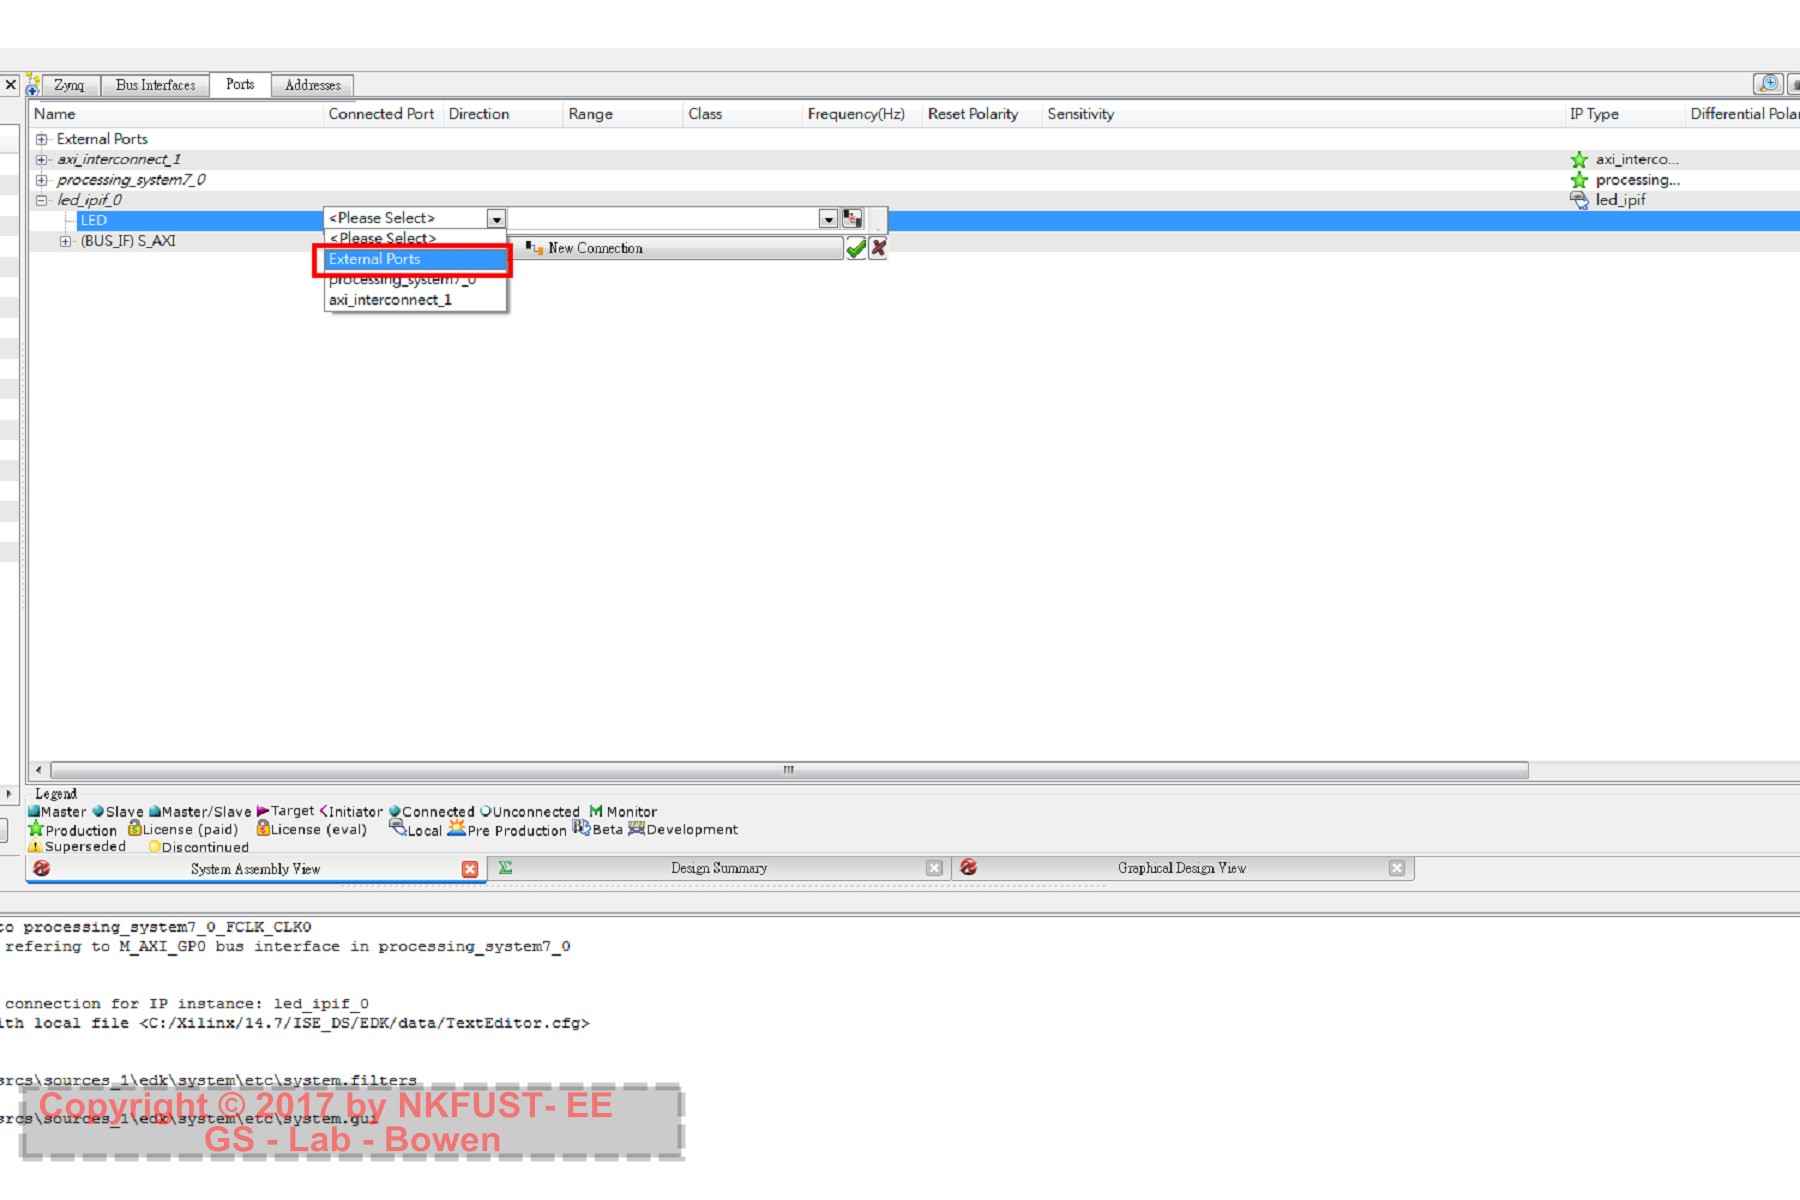 Zynq Bus Interfaces Ports Addresses
Name Connected Port Direction Range Class Frequency(Hz) Reset Polarity Sensitivity IP Type Differential Polar
External Ports
axi_interconnect_1 axi_interco...
processing_system7_0 processing...
led_ipif_0 led_ipif
LED <Please Select>
<Please Select>
(BUS_IF) S_AXI New Connection
External Ports
processing_system7_0
axi_interconnect_1
Legend
Master Slave Master/Slave Target Initiator Connected Unconnected Monitor
Production License (paid) License (eval) Local Pre Production Beta Development
Superseded Discontinued
System Assembly View Design Summary Graphical Design View
to processing_system7_0_FCLK_CLK0
refering to M_AXI_GP0 bus interface in processing_system7_0
connection for IP instance: led_ipif_0
ith local file <C:/Xilinx/14.7/ISE_DS/EDK/data/TextEditor.cfg>
srcs\sources_1\edk\system\etc\system.filters
Copyright © 2017 by NKFUST- EE
srcs\sources_1\edk\system\etc\system.gui
GS - Lab - Bowen